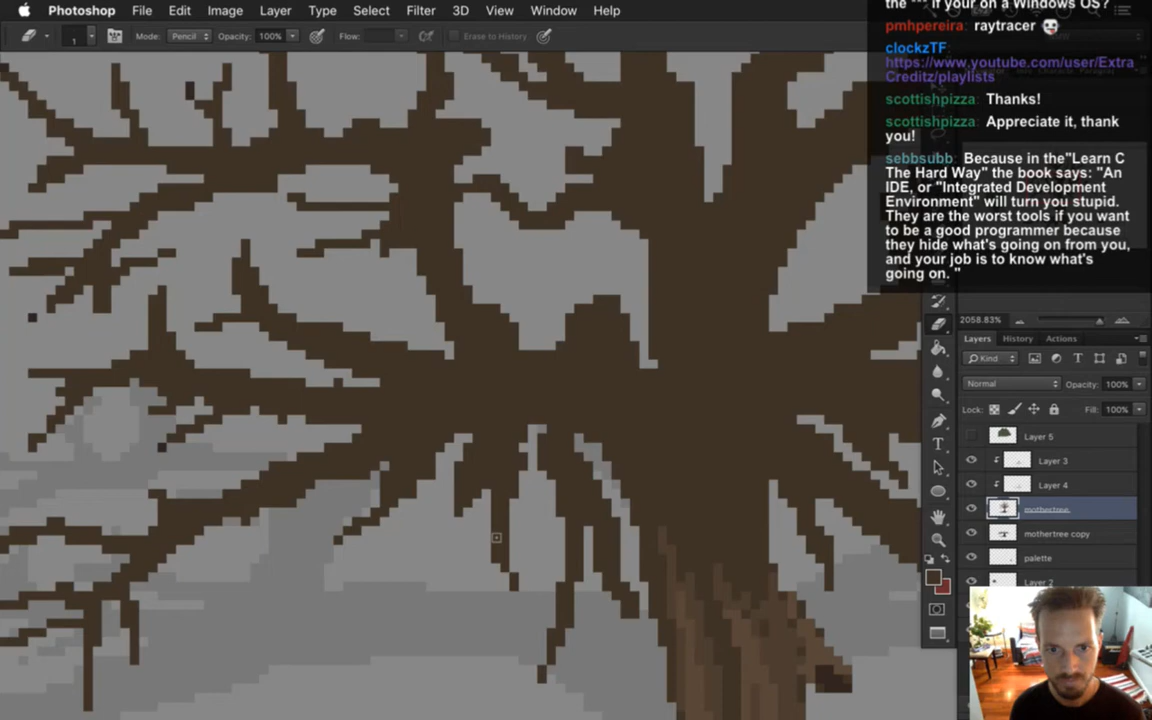 Photoshop File Edit Image Layer Type Select Filter 3D View Window Help
1 Mode: Pencil Opacity: 100% Flow: Erase to History
the *** if your on a Windows OS?
pmhpereira: raytracer
clockzTF:
https://www.youtube.com/user/Extra
Creditz/playlists
scottishpizza: Thanks!
scottishpizza: Appreciate it, thank
you!
sebbsubb: Because in the"Learn C
The Hard Way" the book says: "An
IDE, or "Integrated Development
Environment" will turn you stupid.
They are the worst tools if you want
to be a good programmer because
they hide what's going on from you,
and your job is to know what's
going on. "
2058.83%
Layers History Actions
Kind
Normal Opacity: 100%
Lock: Fill: 100%
Layer 5
Layer 3
Layer 4
mothertree
mothertree copy
palette
Layer 2